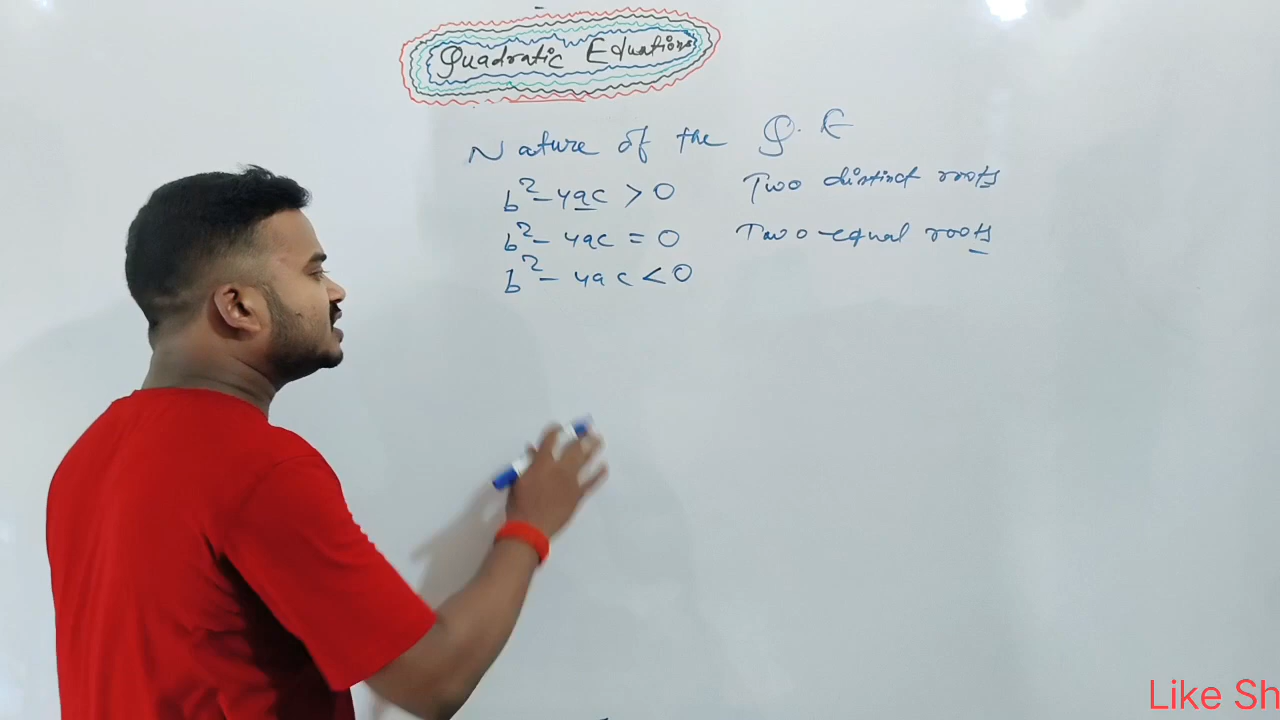 Quadratic Equations
Nature of the Q.E
b²-4ac > 0 Two distinct roots
b²-4ac = 0 Two equal roots
b²-4ac < 0
Like Sh